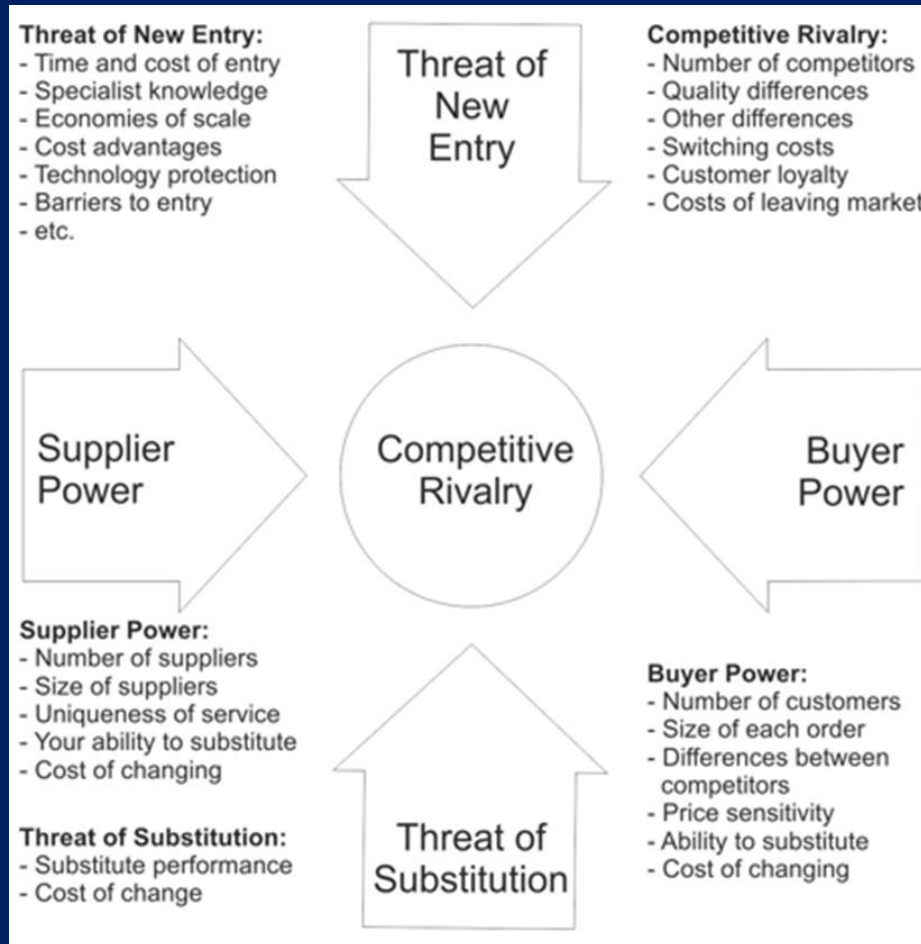 Threat of New Entry:
- Time and cost of entry
- Specialist knowledge
- Economies of scale
- Cost advantages
- Technology protection
- Barriers to entry
- etc.
Threat of
New
Entry
Competitive Rivalry:
- Number of competitors
- Quality differences
- Other differences
- Switching costs
- Customer loyalty
- Costs of leaving market
Supplier
Power
Competitive
Rivalry
Buyer
Power
Supplier Power:
- Number of suppliers
- Size of suppliers
- Uniqueness of service
- Your ability to substitute
- Cost of changing
Threat of Substitution:
- Substitute performance
- Cost of change
Threat of
Substitution
Buyer Power:
- Number of customers
- Size of each order
- Differences between
competitors
- Price sensitivity
- Ability to substitute
- Cost of changing